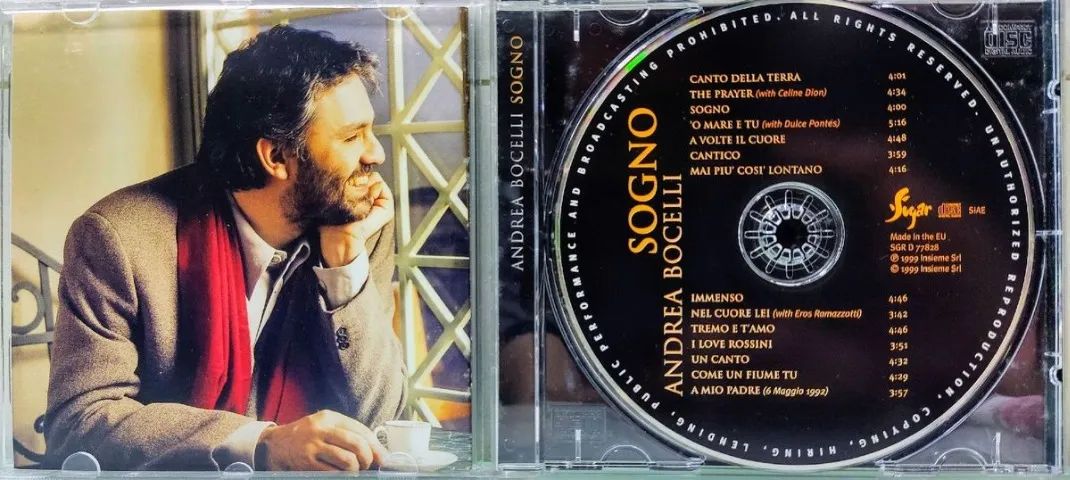 ANDREA BOCELLI SOGNO
SOGNO
ANDREA BOCELLI
CANTO DELLA TERRA 4:01
THE PRAYER (with Celine Dion) 4:34
SOGNO 4:00
'O MARE E TU (with Dulce Pontés) 5:16
A VOLTE IL CUORE 4:48
CANTICO 3:59
MAI PIU' COSI' LONTANO 4:16
Sugar
SIAE
Made in the EU
SGR D 77828
℗ 1999 Insieme Srl
© 1999 Insieme Srl
IMMENSO 4:46
NEL CUORE LEI (with Eros Ramazzotti) 3:42
TREMO E T'AMO 4:46
I LOVE ROSSINI 3:51
UN CANTO 4:32
COME UN FIUME TU 4:29
A MIO PADRE (6 Maggio 1992) 3:57
ALL RIGHTS RESERVED. UNAUTHORIZED REPRODUCTION, COPYING, HIRING, LENDING, PUBLIC PERFORMANCE AND BROADCASTING PROHIBITED.